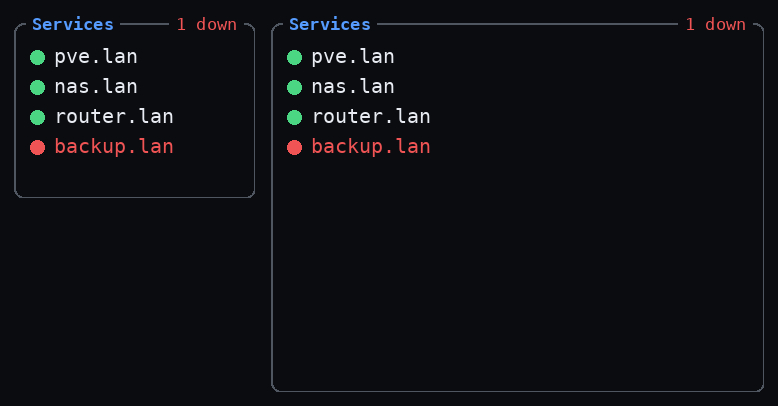 Services 1 down
pve.lan
nas.lan
router.lan
backup.lan
Services 1 down
pve.lan
nas.lan
router.lan
backup.lan